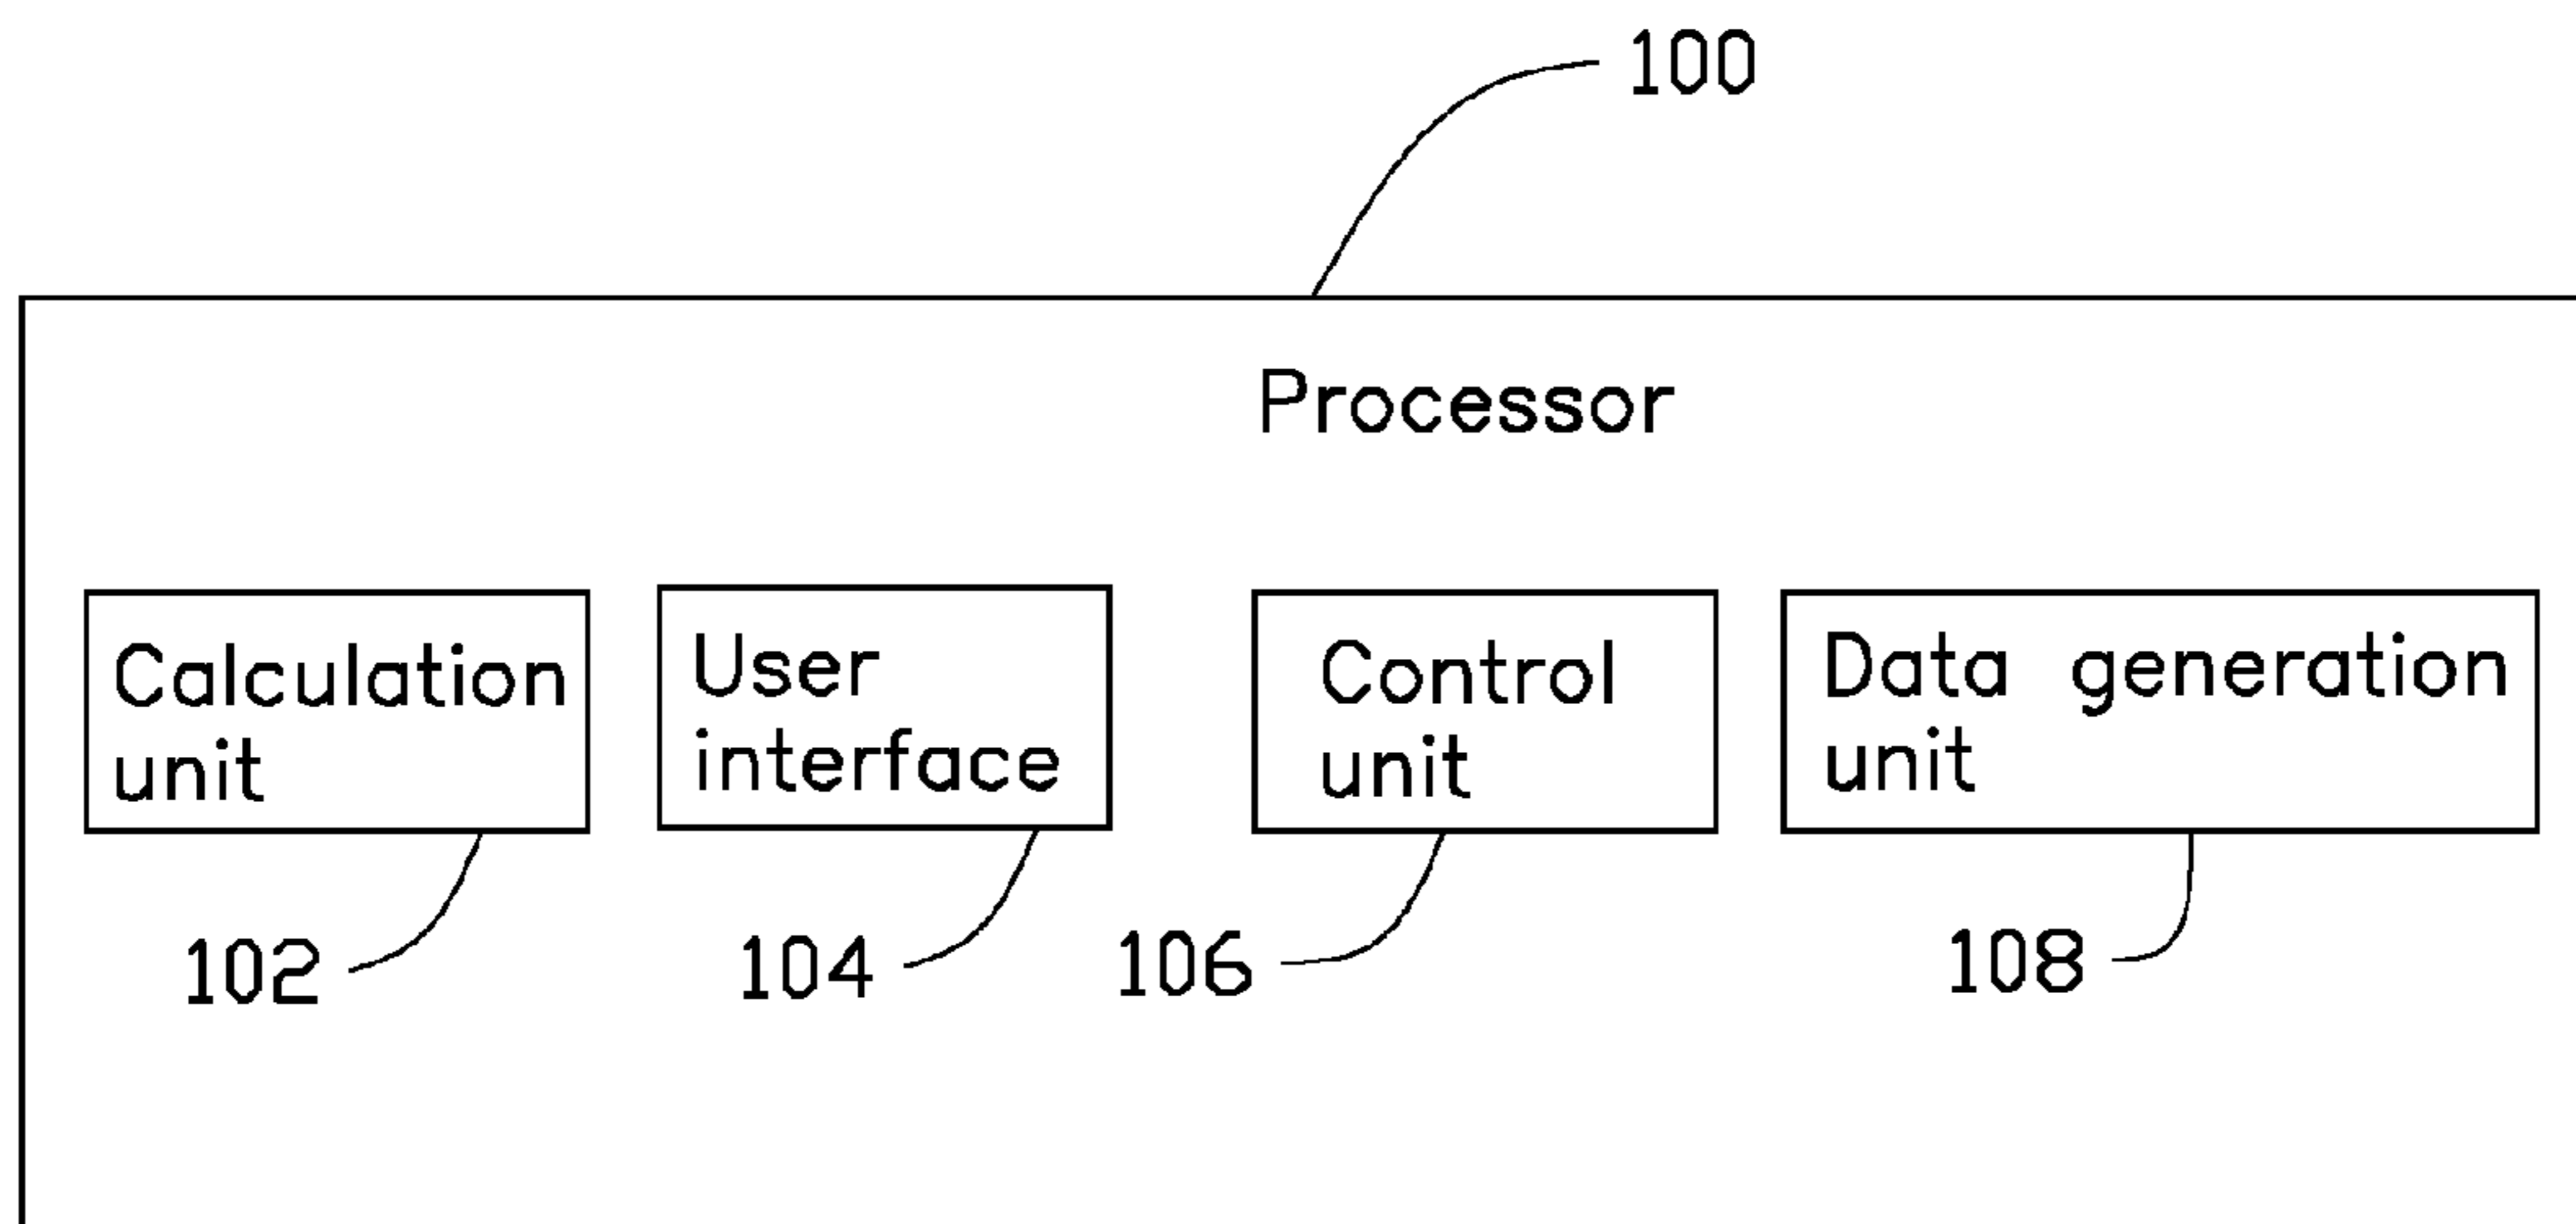 100
Processor
Calculation
unit
User
interface
Control
unit
Data generation
unit
102
104
106
108